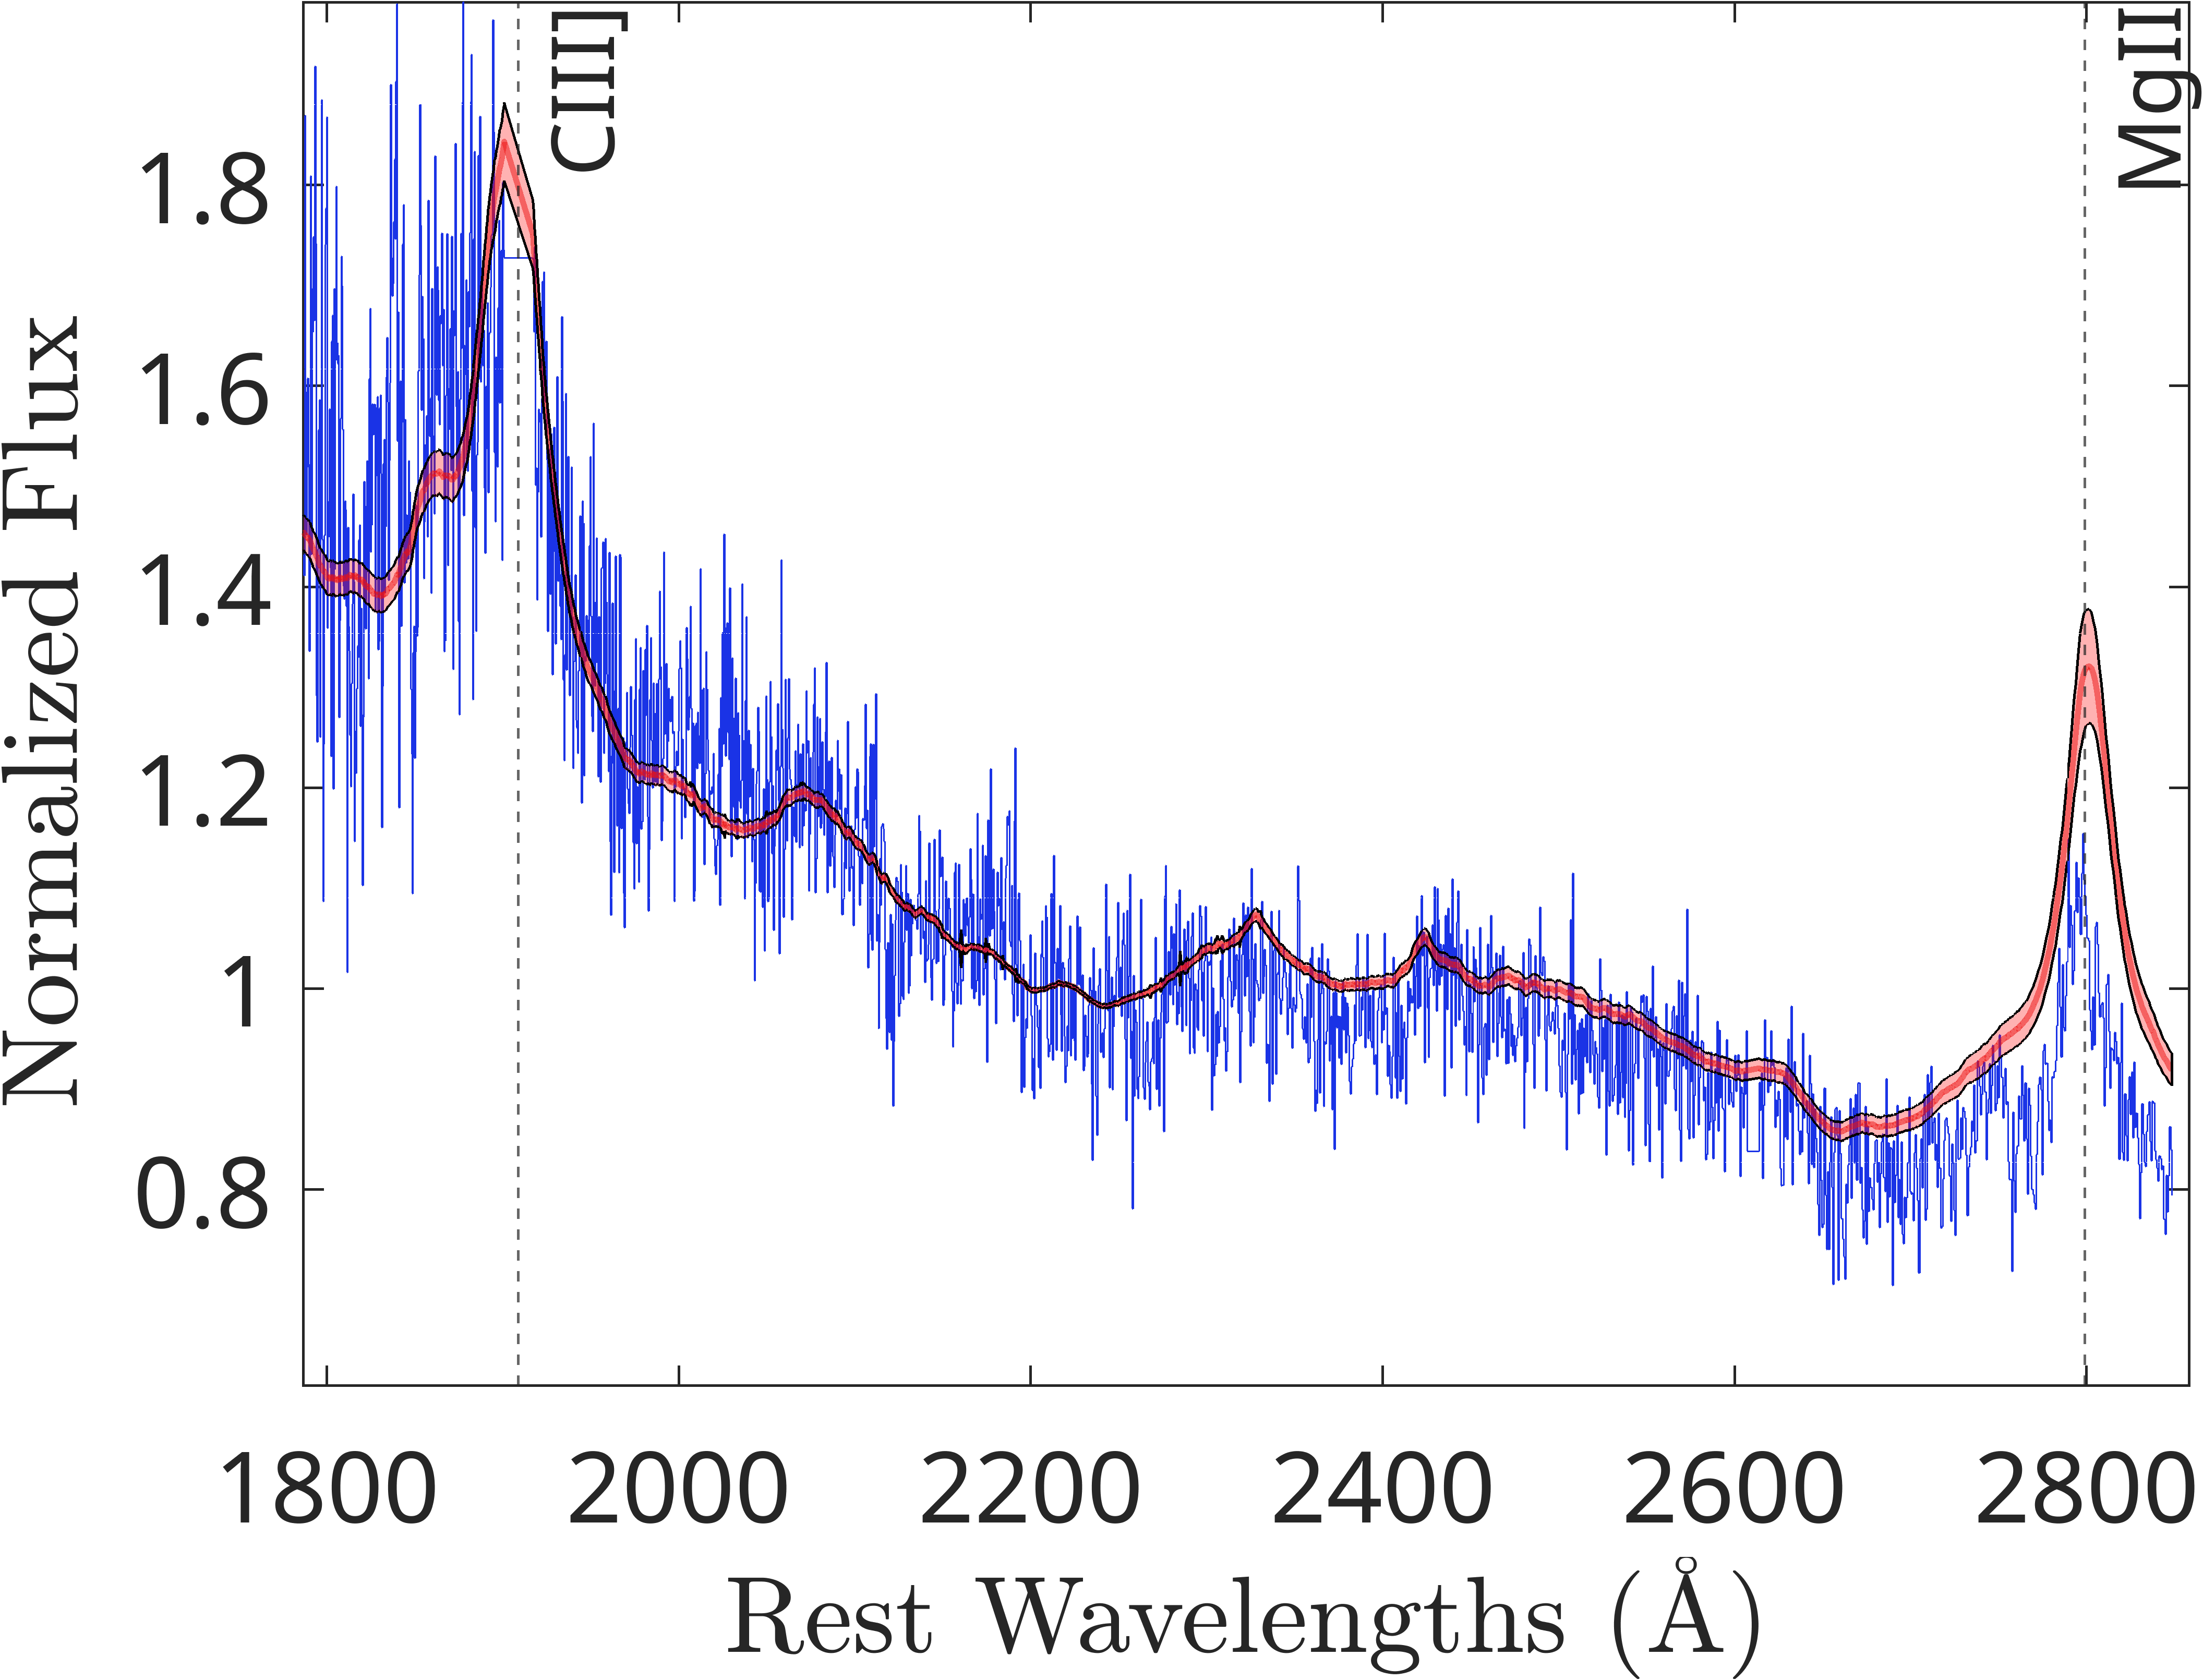 CIII]
MgII
Normalized Flux
1.8
1.6
1.4
1.2
1
0.8
1800 2000 2200 2400 2600 2800
Rest Wavelengths (Å)